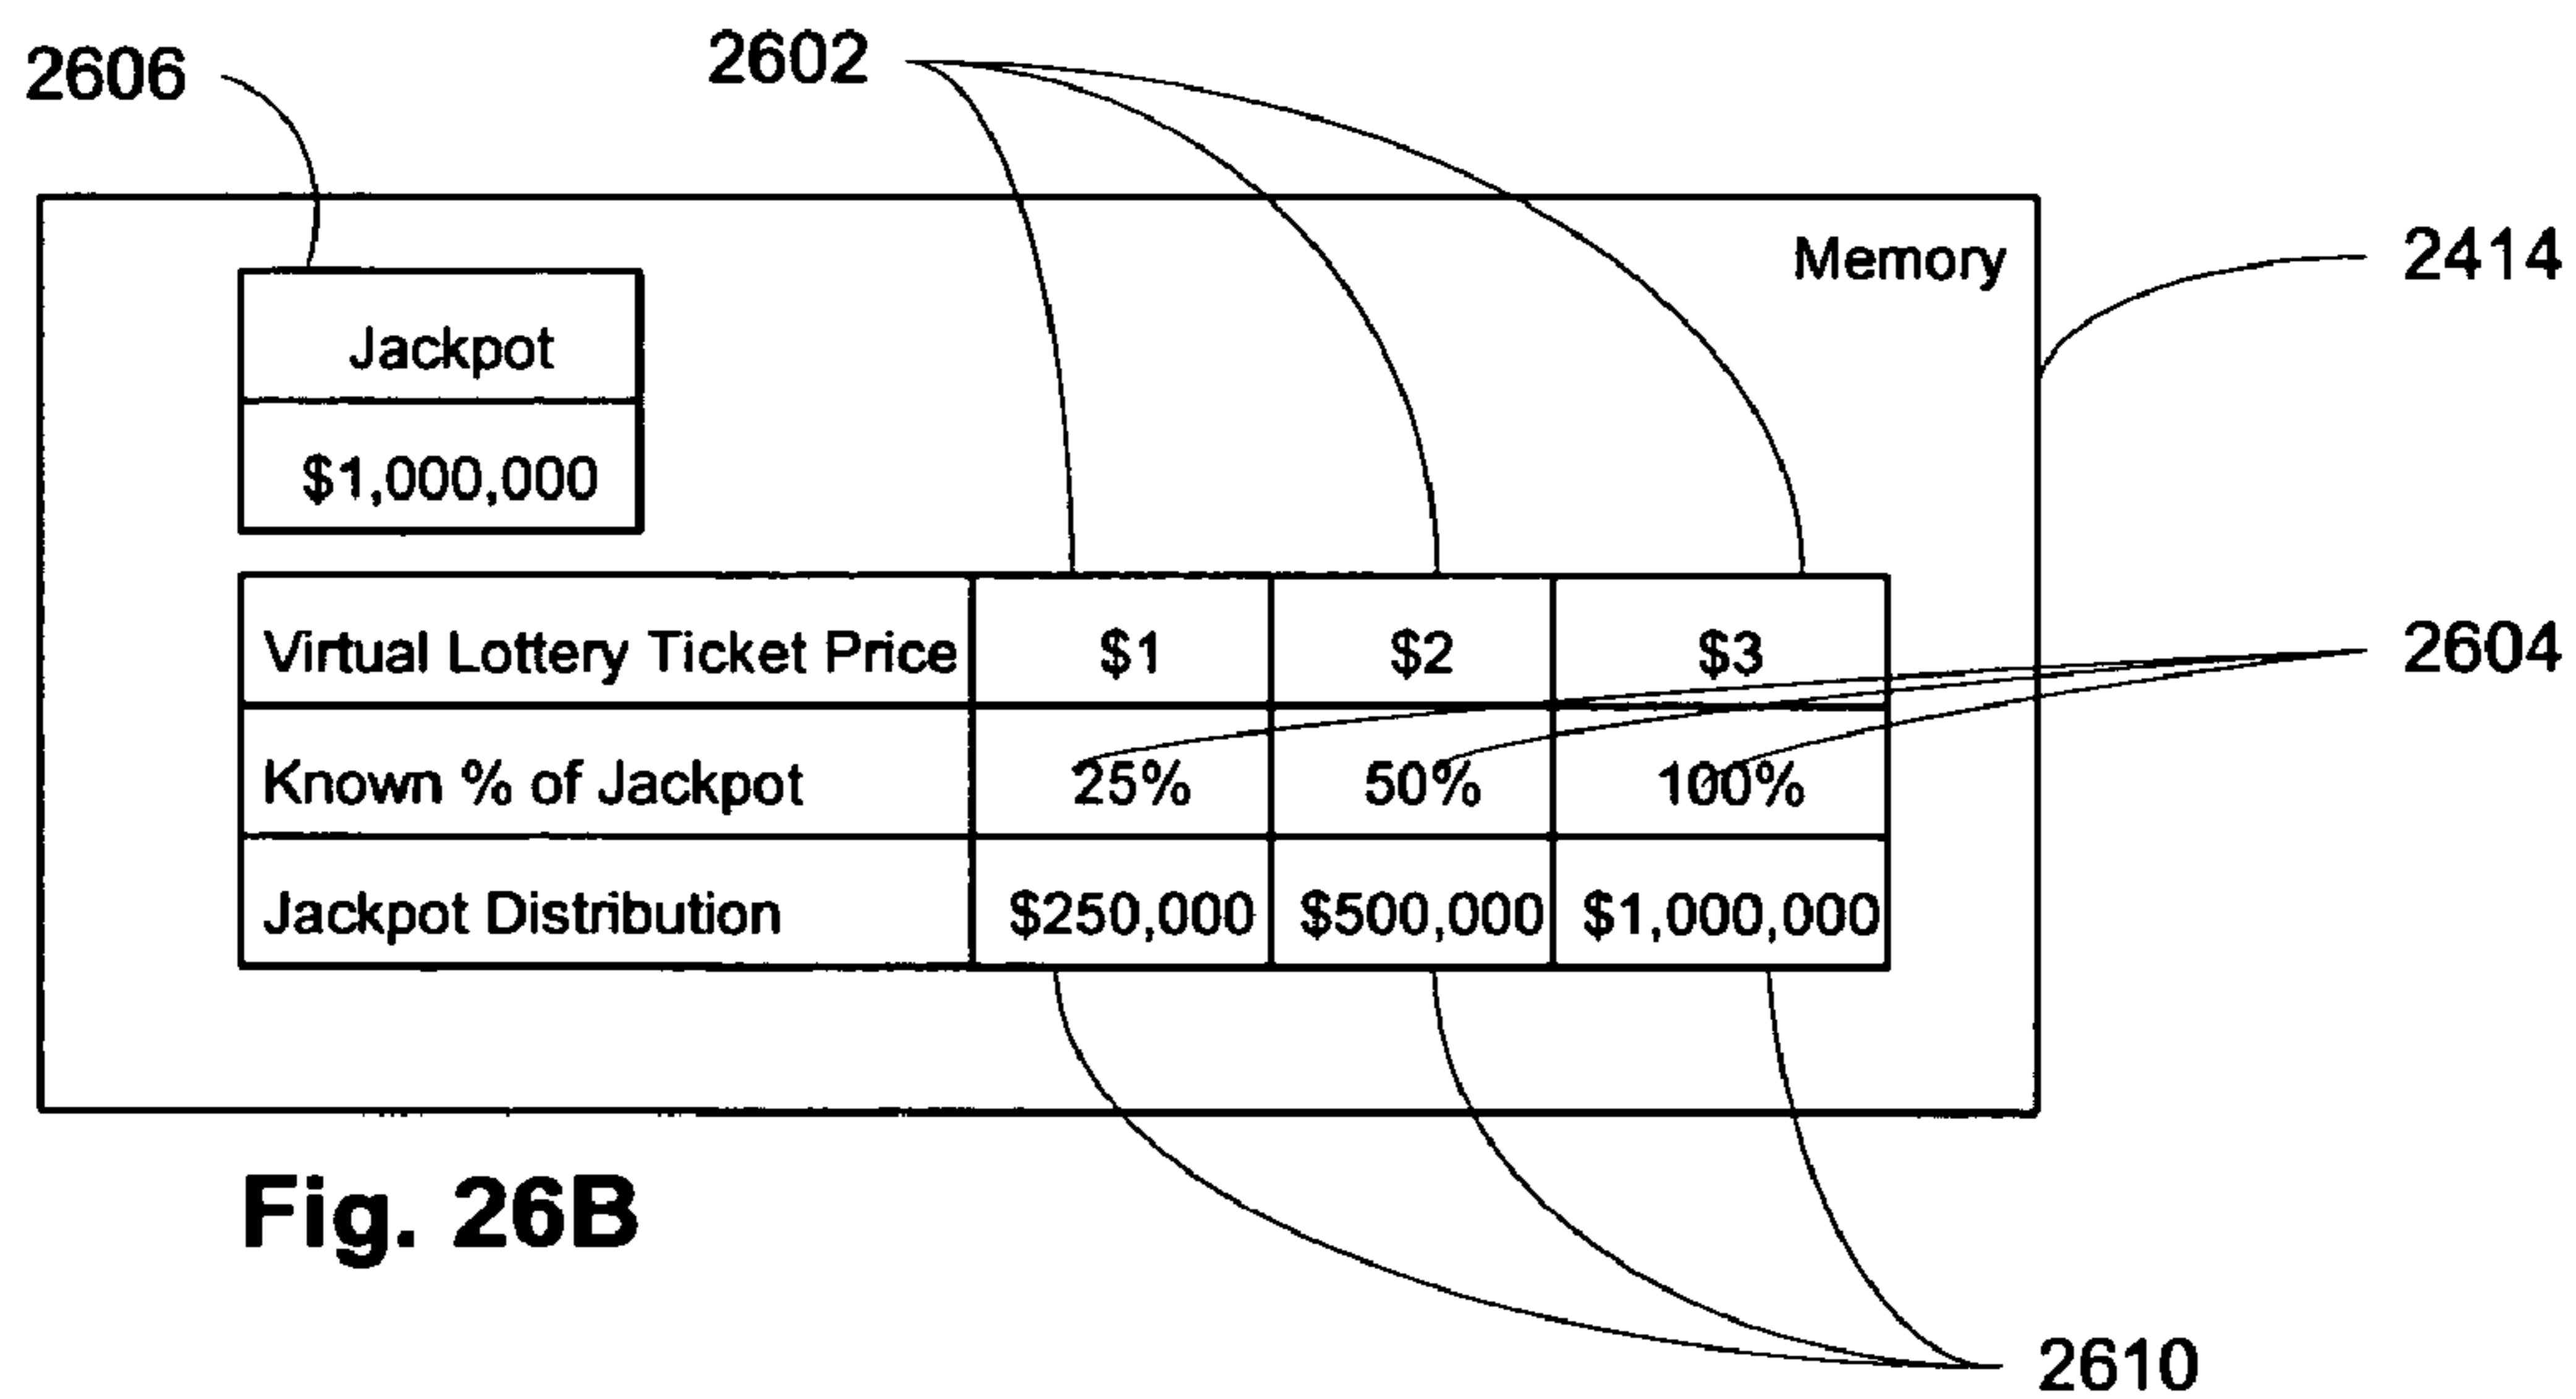 2606
2602
Memory
2414
Jackpot
$1,000,000
Virtual Lottery Ticket Price $1 $2 $3
2604
Known % of Jackpot 25% 50% 100%
Jackpot Distribution $250,000 $500,000 $1,000,000
Fig. 26B
2610